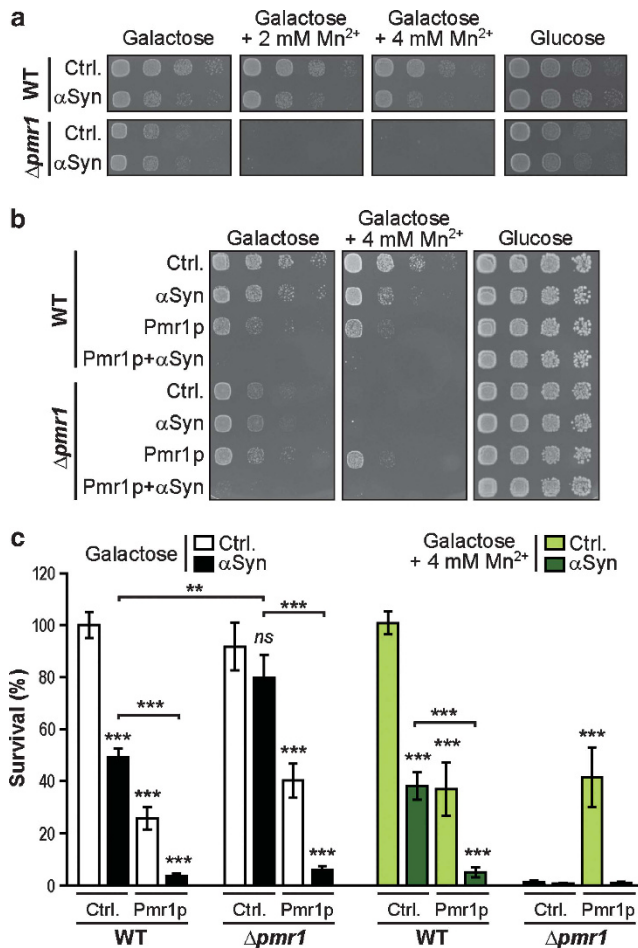 a
Galactose
Galactose
+ 2 mM Mn2+
Galactose
+ 4 mM Mn2+
Glucose
WT
Ctrl.
αSyn
Δpmr1
Ctrl.
αSyn
b
Galactose
Galactose
+ 4 mM Mn2+
Glucose
WT
Ctrl.
αSyn
Pmr1p
Pmr1p+αSyn
Δpmr1
Ctrl.
αSyn
Pmr1p
Pmr1p+αSyn
c
Galactose
Ctrl.
αSyn
Galactose
+ 4 mM Mn2+
Ctrl.
αSyn
Survival (%)
120
100
80
60
40
20
0
**
***
ns
***
***
***
***
***
***
***
***
***
***
***
***
Ctrl. Pmr1p Ctrl. Pmr1p Ctrl. Pmr1p Ctrl. Pmr1p
WT Δpmr1 WT Δpmr1